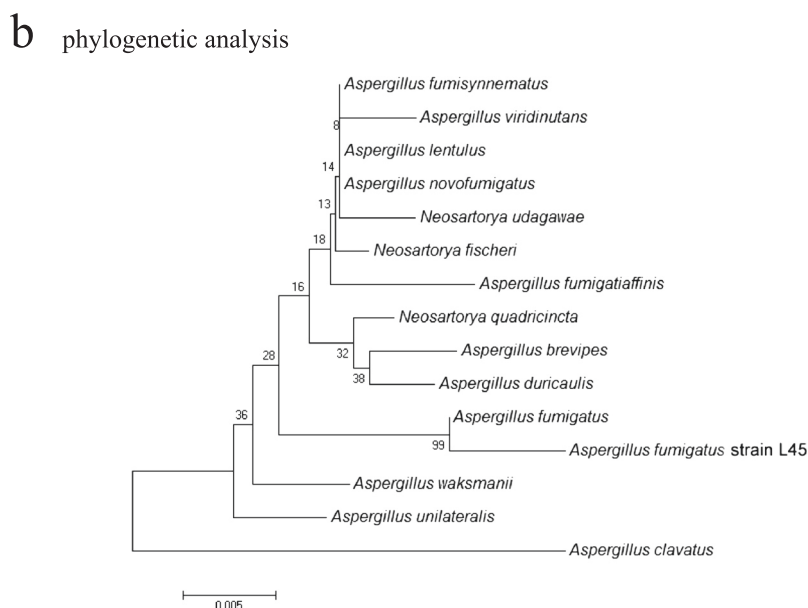 b phylogenetic analysis
Aspergillus fumisynnematus
Aspergillus viridinutans
8
Aspergillus lentulus
14
Aspergillus novofumigatus
13
Neosartorya udagawae
18
Neosartorya fischeri
Aspergillus fumigatiaffinis
16
Neosartorya quadricincta
32
Aspergillus brevipes
28
38
Aspergillus duricaulis
36
Aspergillus fumigatus
99
Aspergillus fumigatus strain L45
Aspergillus waksmanii
Aspergillus unilateralis
Aspergillus clavatus
0.005